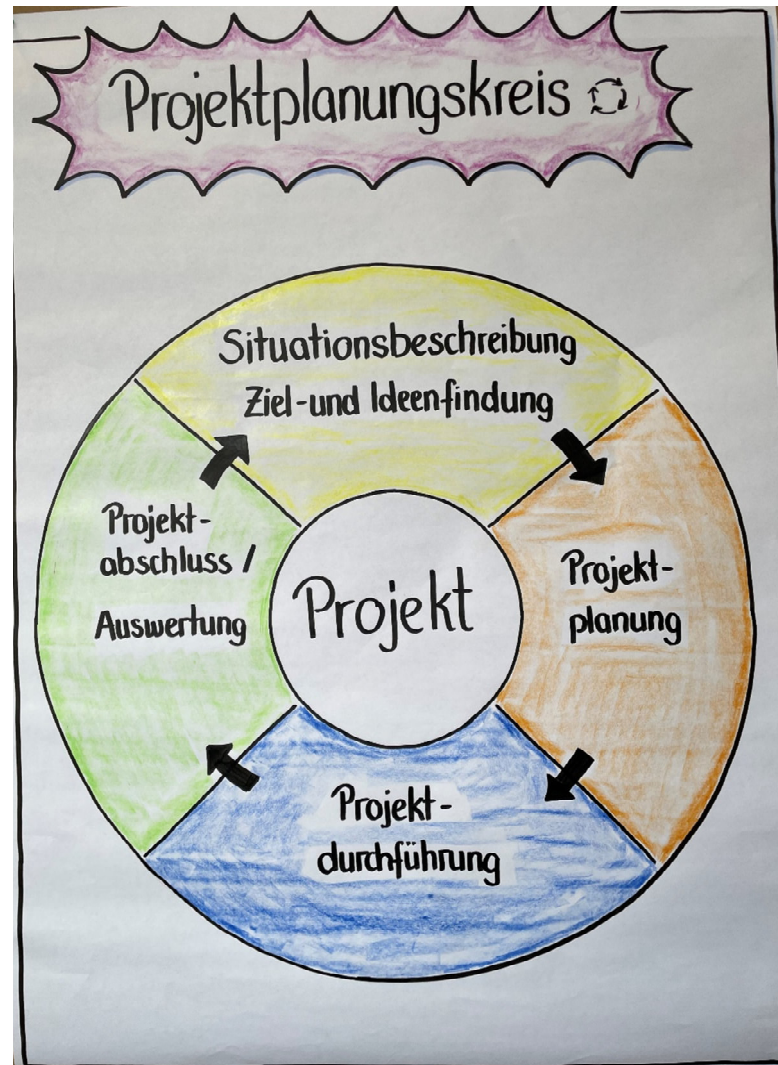 Projektplanungskreis
Situationsbeschreibung
Ziel-und Ideenfindung
Projekt-
planung
Projekt-
durchführung
Projekt-
abschluss /
Auswertung
Projekt